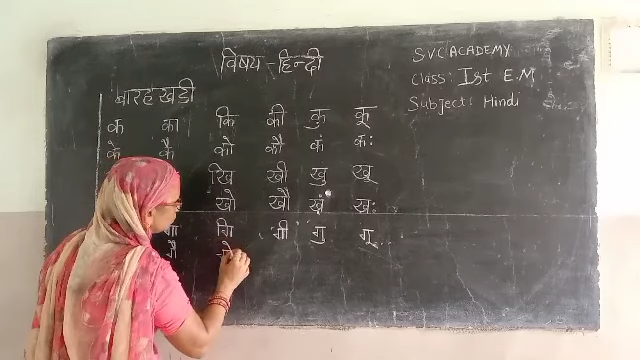 विषय - हिन्दी
SVC ACADEMY
Class: Ist E.M
Subject: Hindi
बारहखड़ी
क का कि की कु कू
के कै को कौ कं कः
खि खी खु खू
खो खौ खं खः
गा गि गी गु गू
गै गो